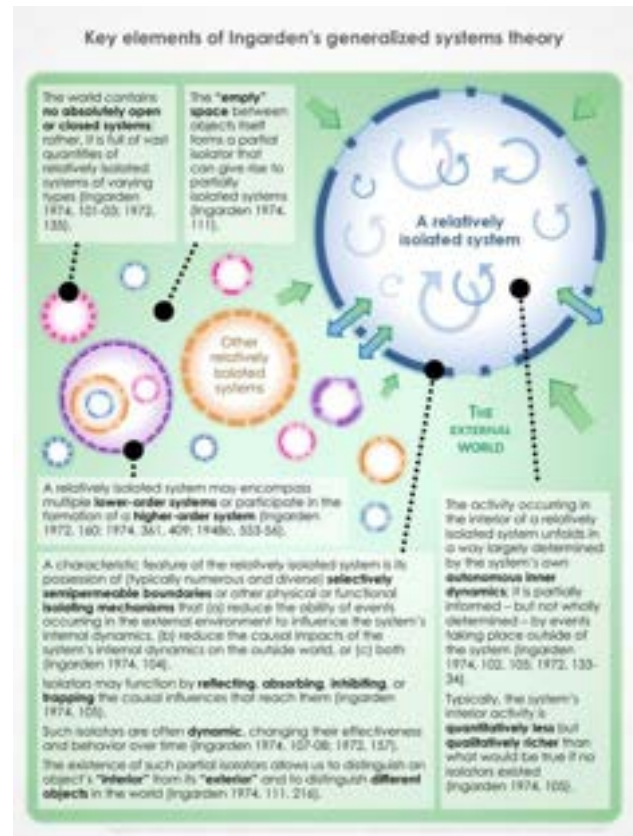 Key elements of Ingarden's generalized systems theory
The world contains
no absolutely open
or closed systems;
rather, it is full of vast
quantities of
relatively isolated
systems of varying
types (Ingarden
1974, 101-03; 1972,
135).
The "empty"
space between
objects itself
forms a partial
isolator that
can give rise to
partially
isolated systems
(Ingarden 1974,
111).
A relatively
isolated system
Other
relatively
isolated
systems
THE
EXTERNAL
WORLD
A relatively isolated system may encompass
multiple lower-order systems or participate in the
formation of a higher-order system (Ingarden
1972, 160; 1974, 361, 409; 1948c, 553-56).
A characteristic feature of the relatively isolated system is its
possession of (typically numerous and diverse) selectively
semipermeable boundaries or other physical or functional
isolating mechanisms that (a) reduce the ability of events
occurring in the external environment to influence the system's
internal dynamics, (b) reduce the causal impacts of the
system's internal dynamics on the outside world, or (c) both
(Ingarden 1974, 104).
Isolators may function by reflecting, absorbing, inhibiting, or
trapping the causal influences that reach them (Ingarden
1974, 105).
Such isolators are often dynamic, changing their effectiveness
and behavior over time (Ingarden 1974, 107-08; 1972, 157).
The existence of such partial isolators allows us to distinguish an
object's "interior" from its "exterior" and to distinguish different
objects in the world (Ingarden 1974, 111, 216).
The activity occurring in
the interior of a relatively
isolated system unfolds in
a way largely determined
by the system's own
autonomous inner
dynamics; it is partially
informed – but not wholly
determined – by events
taking place outside of
the system (Ingarden
1974, 102, 105; 1972, 133-
34).
Typically, the system's
interior activity is
quantitatively less but
qualitatively richer than
what would be true if no
isolators existed
(Ingarden 1974, 105).